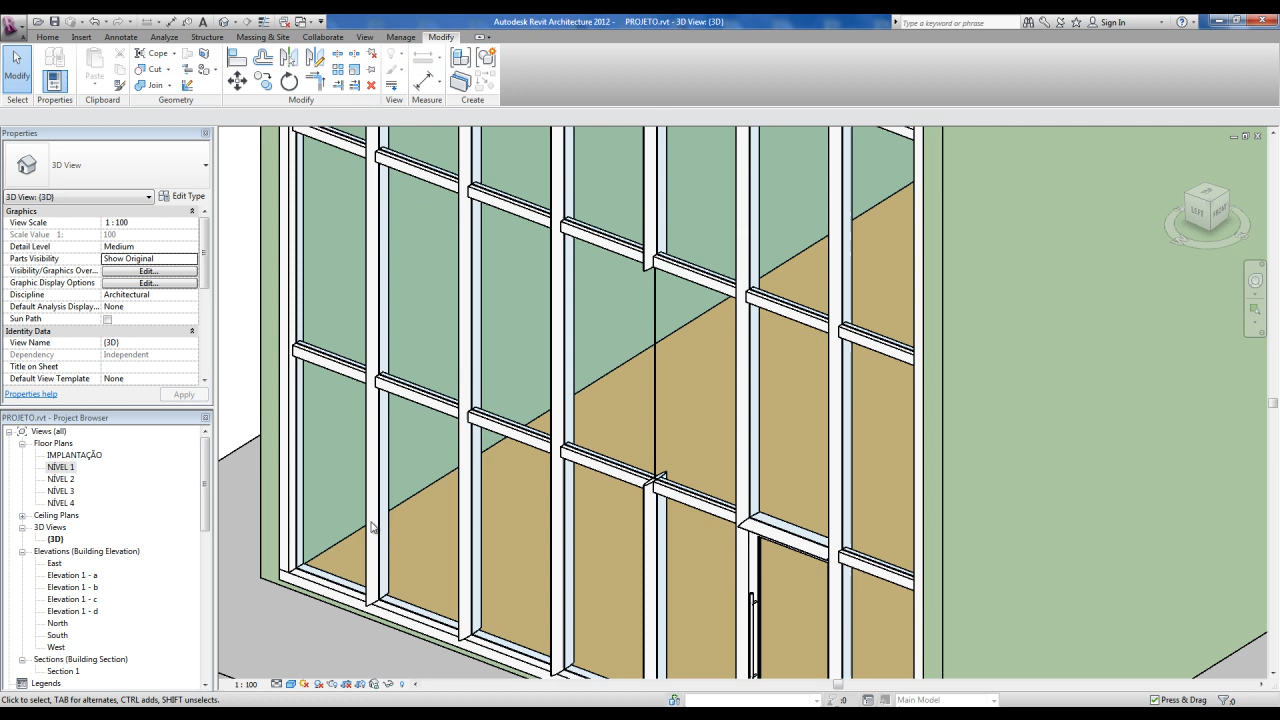 Autodesk Revit Architecture 2012 - PROJETO.rvt - 3D View: {3D}
Type a keyword or phrase
Sign In
Home Insert Annotate Analyze Structure Massing & Site Collaborate View Manage Modify
Modify
Paste
Cope
Cut
Join
Select Properties Clipboard Geometry Modify View Measure Create
Properties
3D View
3D View: {3D}
Edit Type
Graphics
View Scale 1 : 100
Scale Value 1: 100
Detail Level Medium
Parts Visibility Show Original
Visibility/Graphics Over... Edit...
Graphic Display Options Edit...
Discipline Architectural
Default Analysis Display... None
Sun Path
Identity Data
View Name {3D}
Dependency Independent
Title on Sheet
Default View Template None
Properties help
Apply
PROJETO.rvt - Project Browser
Views (all)
Floor Plans
IMPLANTAÇÃO
NÍVEL 1
NÍVEL 2
NÍVEL 3
NÍVEL 4
Ceiling Plans
3D Views
{3D}
Elevations (Building Elevation)
East
Elevation 1 - a
Elevation 1 - b
Elevation 1 - c
Elevation 1 - d
North
South
West
Sections (Building Section)
Section 1
Legends
LEFT
FRONT
1 : 100
Click to select, TAB for alternates, CTRL adds, SHIFT unselects.
:0
Main Model
Press & Drag
:0